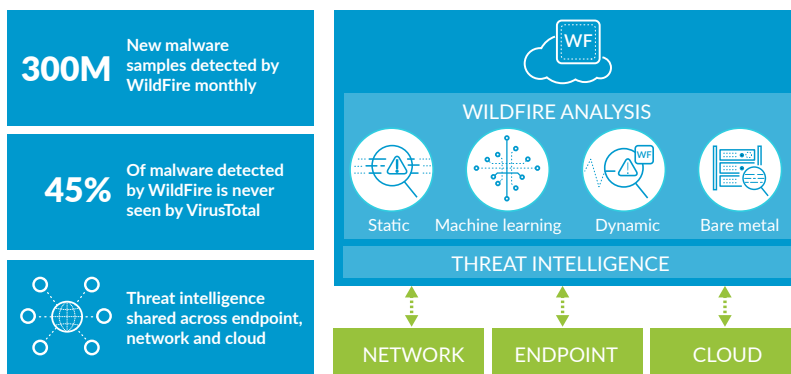 300M
New malware
samples detected by
WildFire monthly
45%
Of malware detected
by WildFire is never
seen by VirusTotal
Threat intelligence
shared across endpoint,
network and cloud
WF
WILDFIRE ANALYSIS
WF
Static
Machine learning
Dynamic
Bare metal
THREAT INTELLIGENCE
NETWORK
ENDPOINT
CLOUD